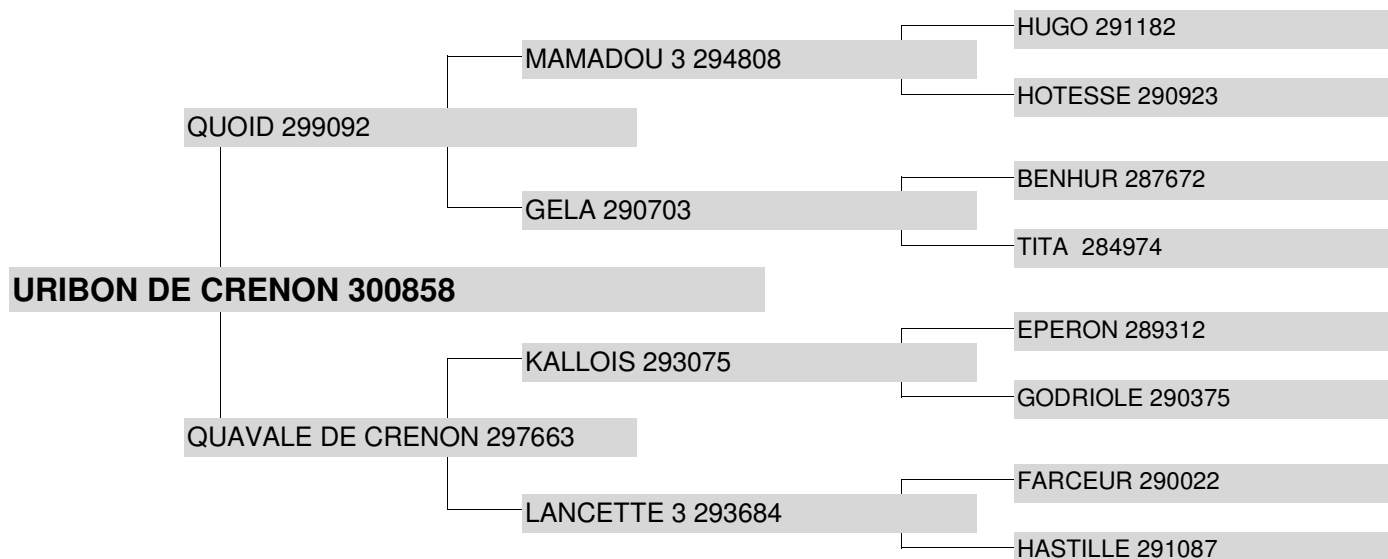 HUGO 291182
MAMADOU 3 294808
HOTESSE 290923
QUOID 299092
BENHUR 287672
GELA 290703
TITA  284974
URIBON DE CRENON 300858
EPERON 289312
KALLOIS 293075
GODRIOLE 290375
QUAVALE DE CRENON 297663
FARCEUR 290022
LANCETTE 3 293684
HASTILLE 291087